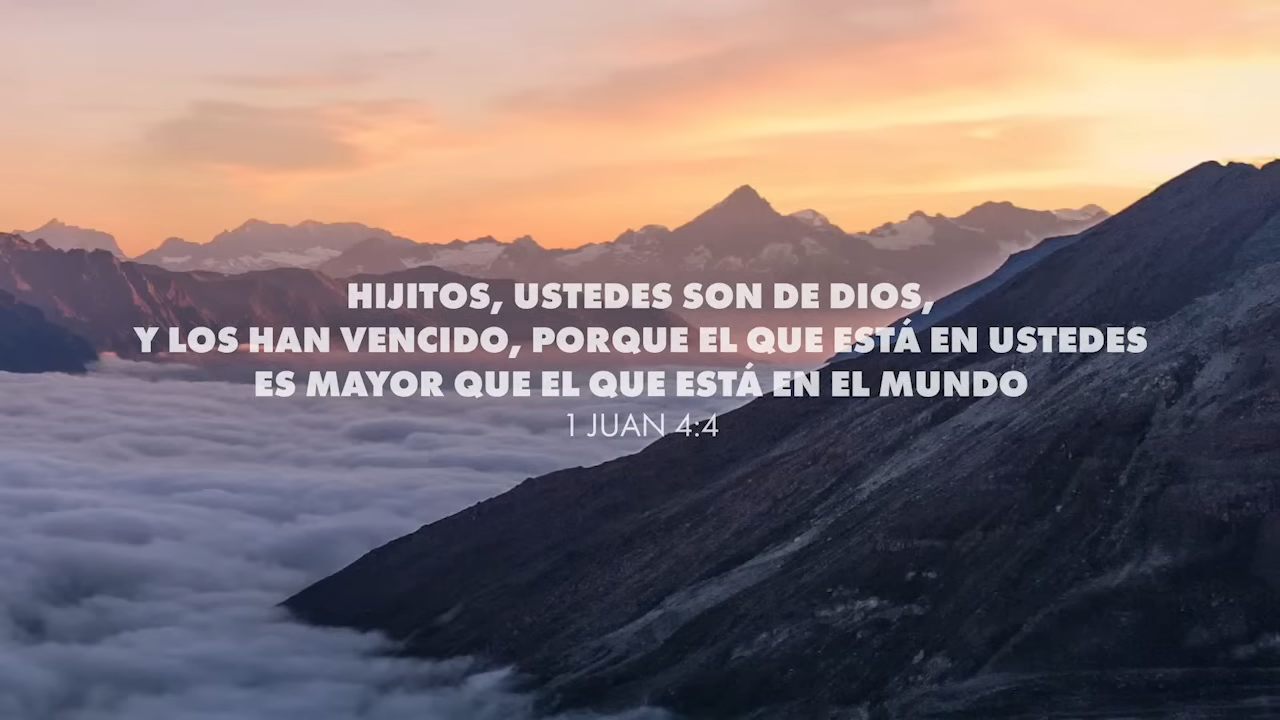 HIJITOS, USTEDES SON DE DIOS,
Y LOS HAN VENCIDO, PORQUE EL QUE ESTÁ EN USTEDES
ES MAYOR QUE EL QUE ESTÁ EN EL MUNDO
1 JUAN 4:4